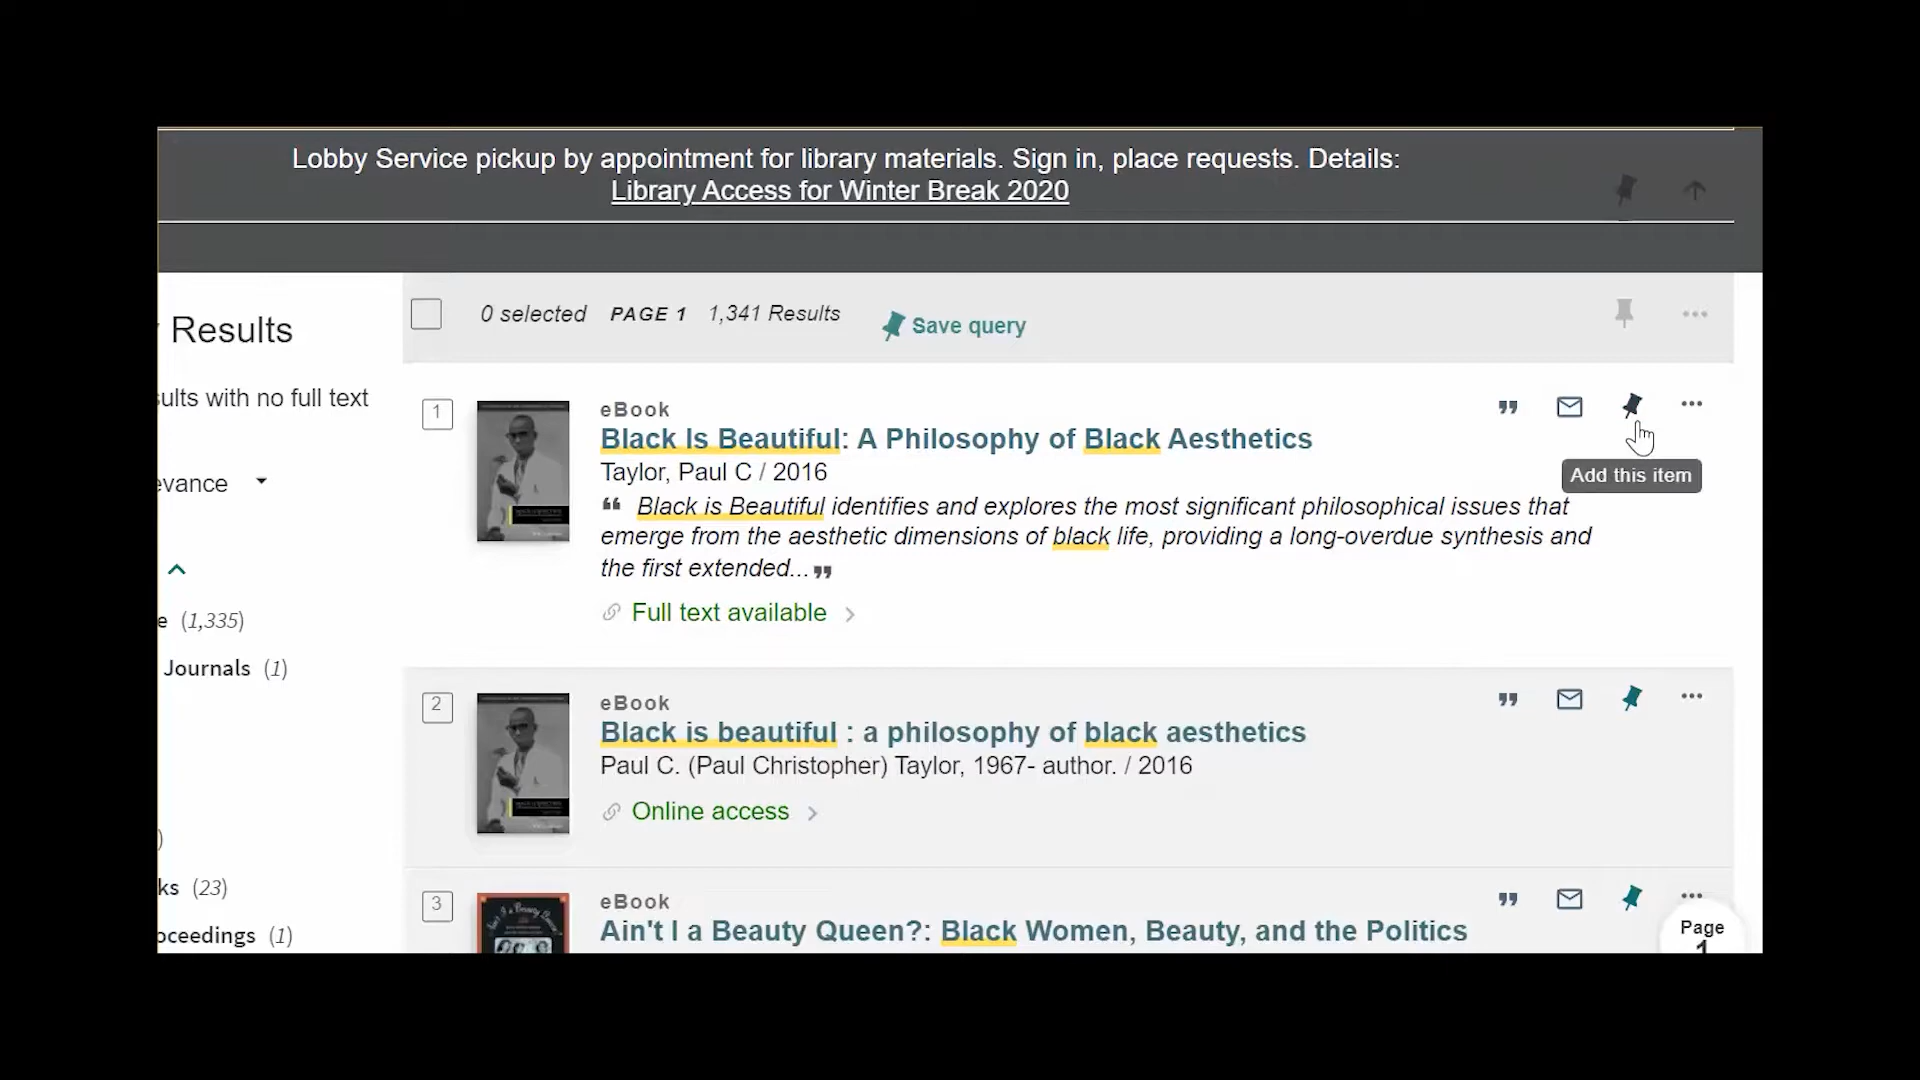 Lobby Service pickup by appointment for library materials. Sign in, place requests. Details:
Library Access for Winter Break 2020
Results
0 selected PAGE 1 1,341 Results Save query
with no full text
1
eBook
Black Is Beautiful: A Philosophy of Black Aesthetics
Taylor, Paul C / 2016
Add this item
❝ Black is Beautiful identifies and explores the most significant philosophical issues that
emerge from the aesthetic dimensions of black life, providing a long-overdue synthesis and
the first extended... ❞
Full text available
(1,335)
Journals (1)
2
eBook
Black is beautiful : a philosophy of black aesthetics
Paul C. (Paul Christopher) Taylor, 1967- author. / 2016
Online access
(23)
(1)
3
eBook
Ain't I a Beauty Queen?: Black Women, Beauty, and the Politics
Page
1